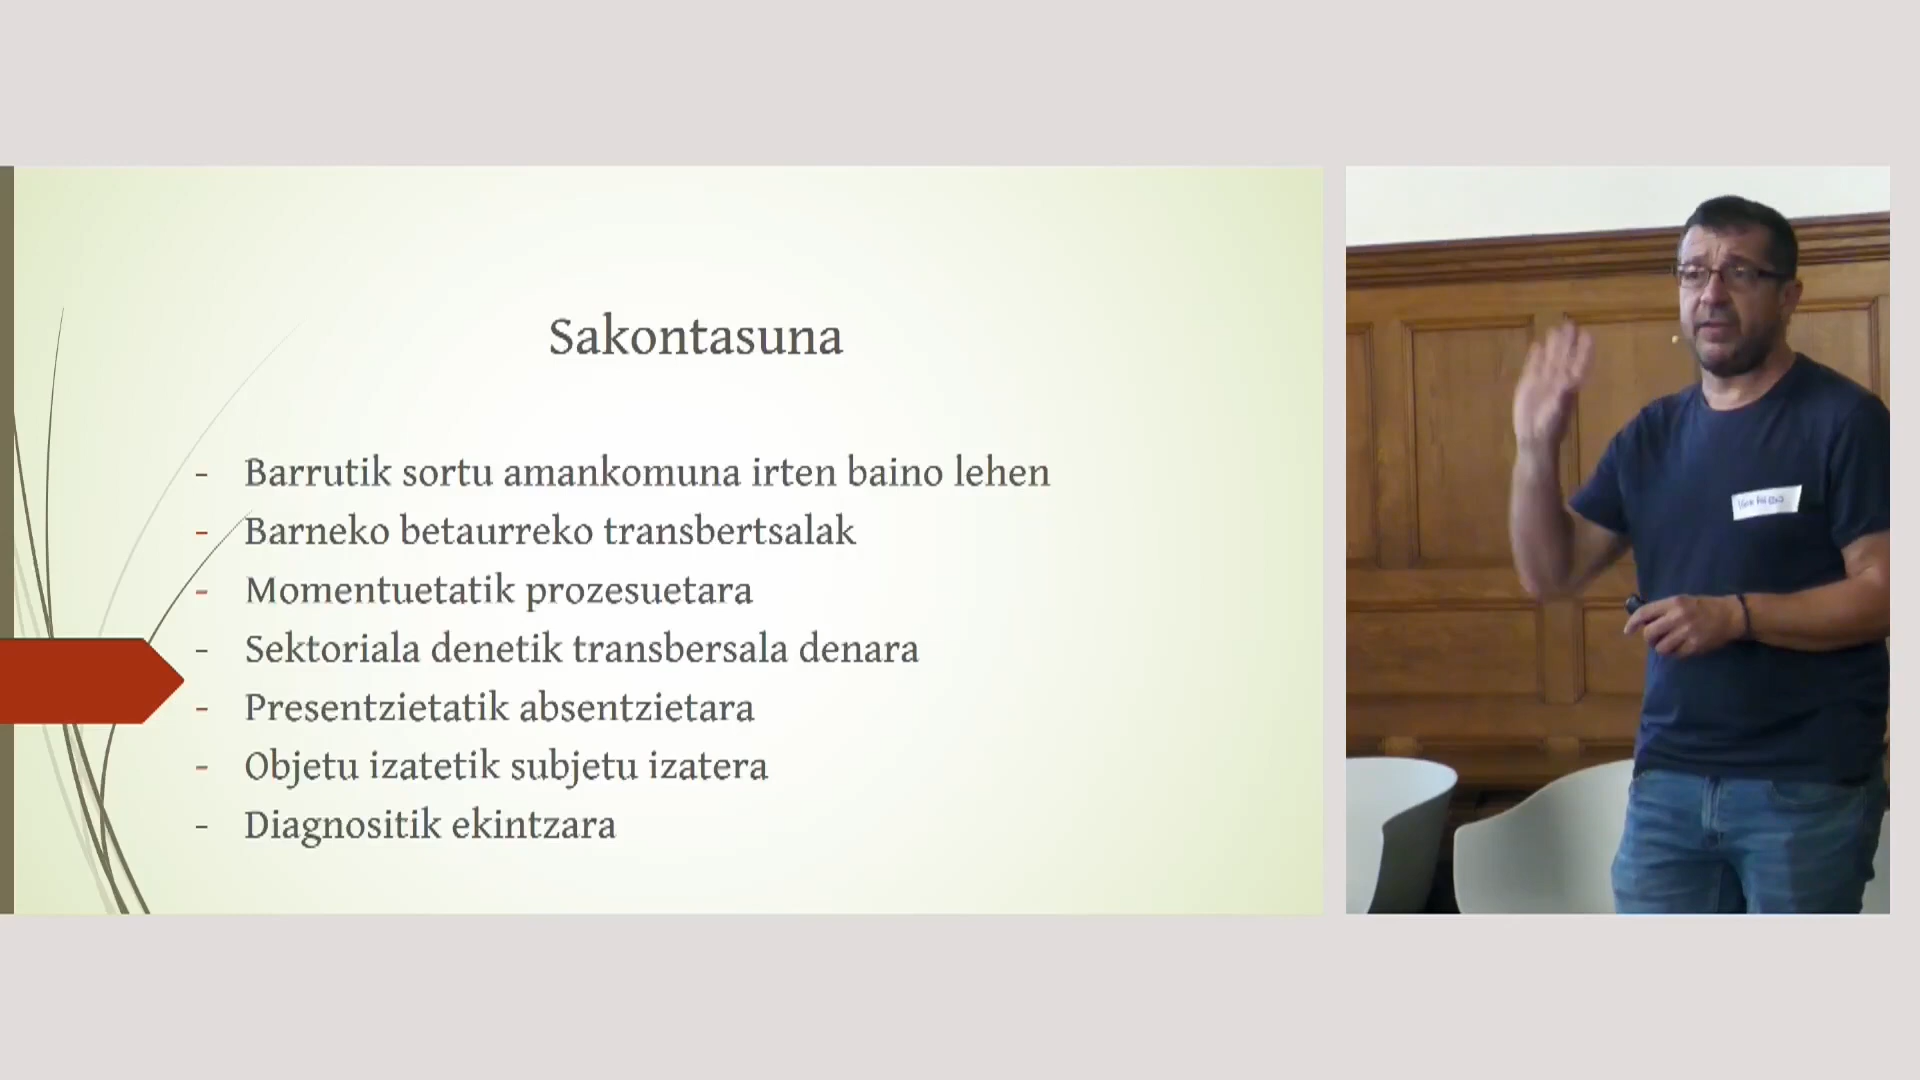 Sakontasuna
- Barrutik sortu amankomuna irten baino lehen
- Barneko betaurreko transbertsalak
- Momentuetatik prozesuetara
- Sektoriala denetik transbersala denara
- Presentzietatik absentzietara
- Objetu izatetik subjetu izatera
- Diagnositik ekintzara